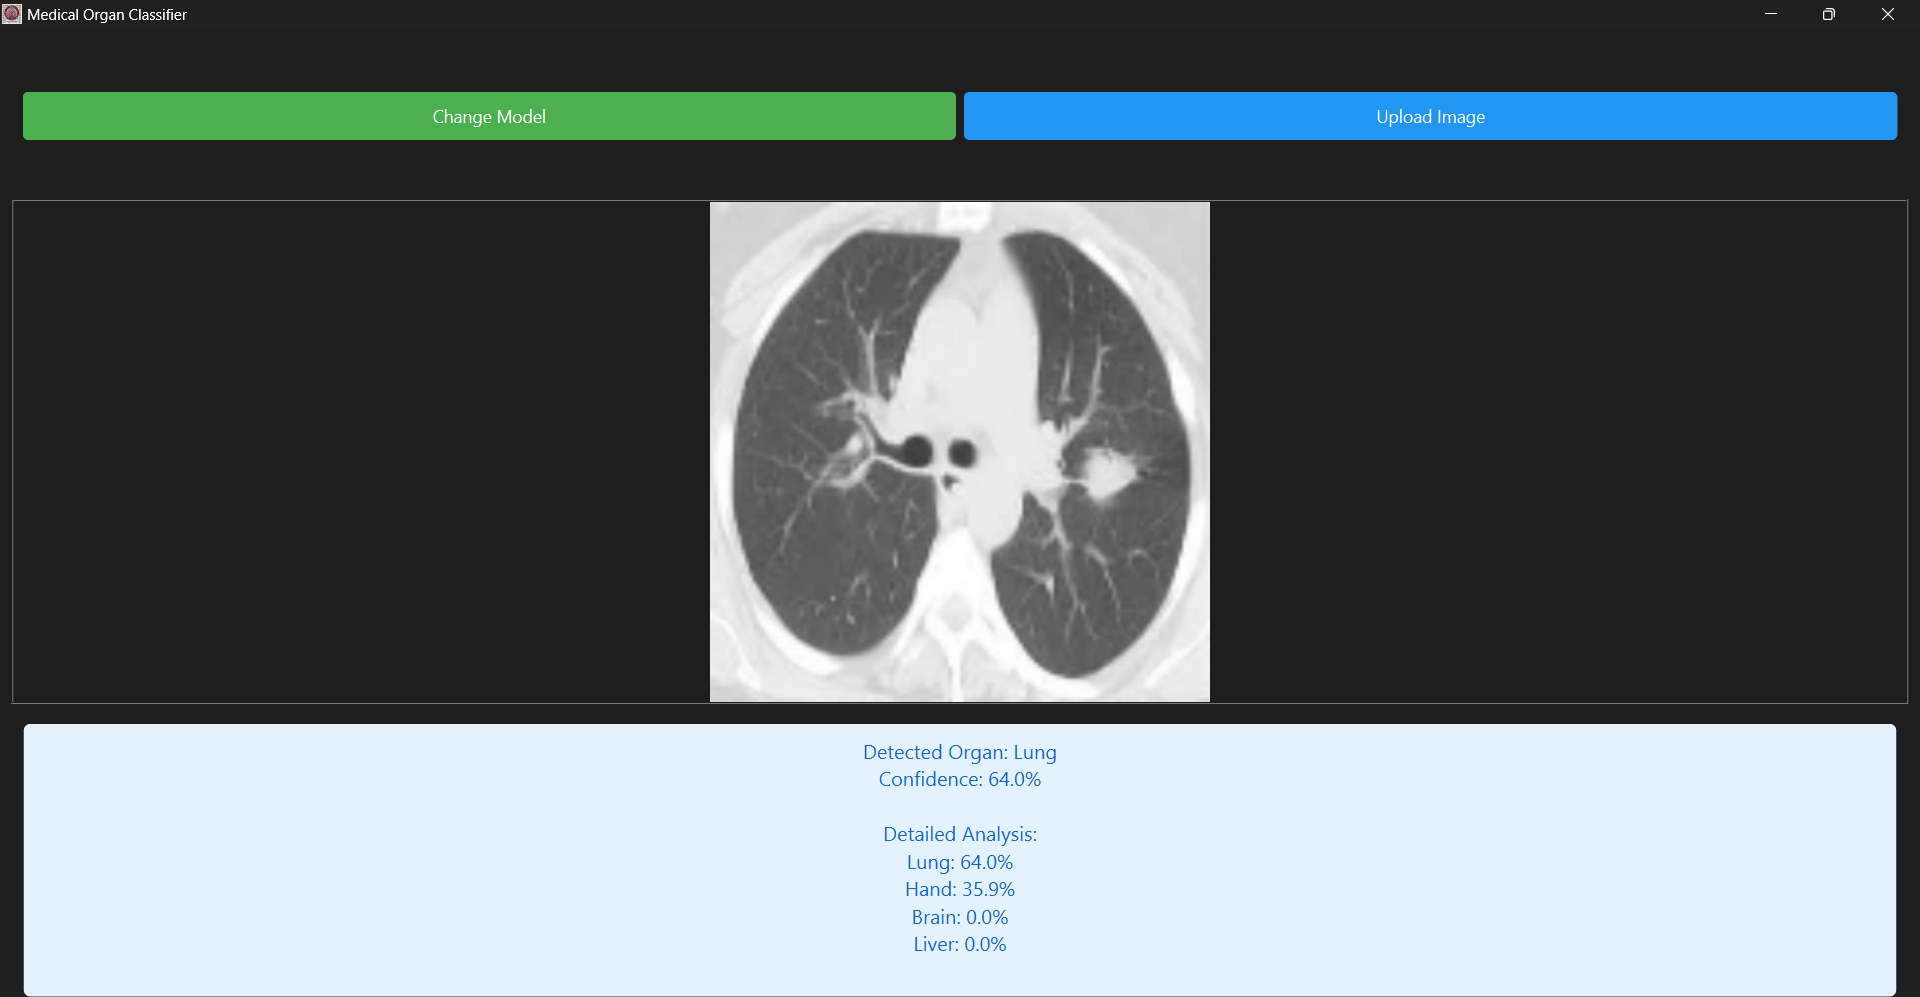 Medical Organ Classifier
Change Model
Upload Image
Detected Organ: Lung
Confidence: 64.0%
Detailed Analysis:
Lung: 64.0%
Hand: 35.9%
Brain: 0.0%
Liver: 0.0%